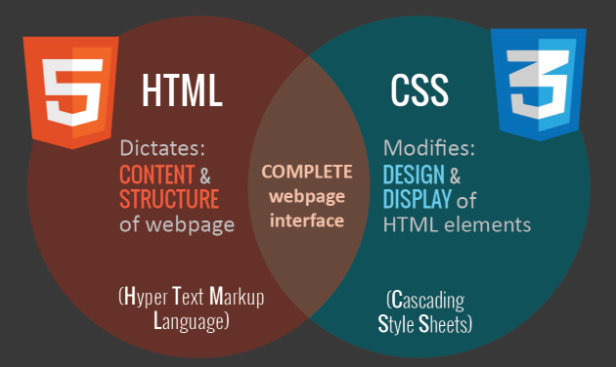 5
HTML
Dictates:
CONTENT &
STRUCTURE
of webpage
(Hyper Text Markup
Language)
COMPLETE
webpage
interface
3
CSS
Modifies:
DESIGN &
DISPLAY of
HTML elements
(Cascading
Style Sheets)